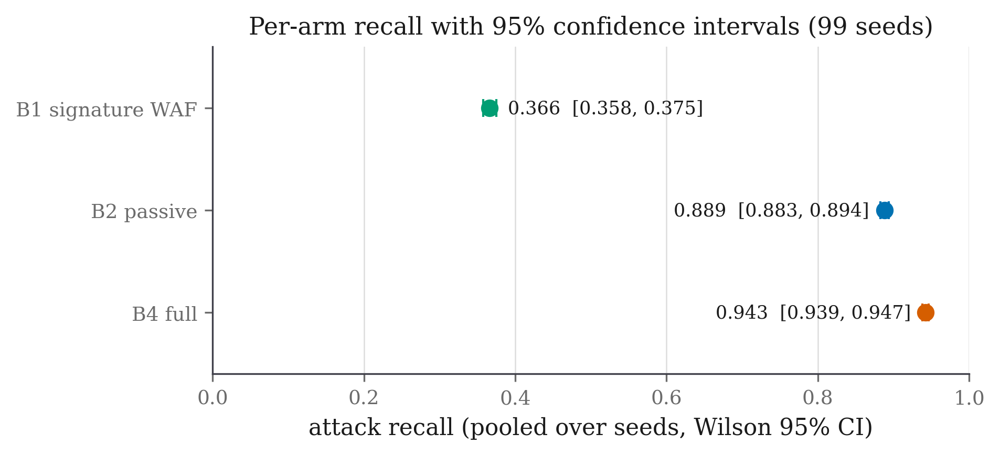 Per-arm recall with 95% confidence intervals (99 seeds)
B1 signature WAF
0.366 [0.358, 0.375]
B2 passive
0.889 [0.883, 0.894]
B4 full
0.943 [0.939, 0.947]
0.0 0.2 0.4 0.6 0.8 1.0
attack recall (pooled over seeds, Wilson 95% CI)